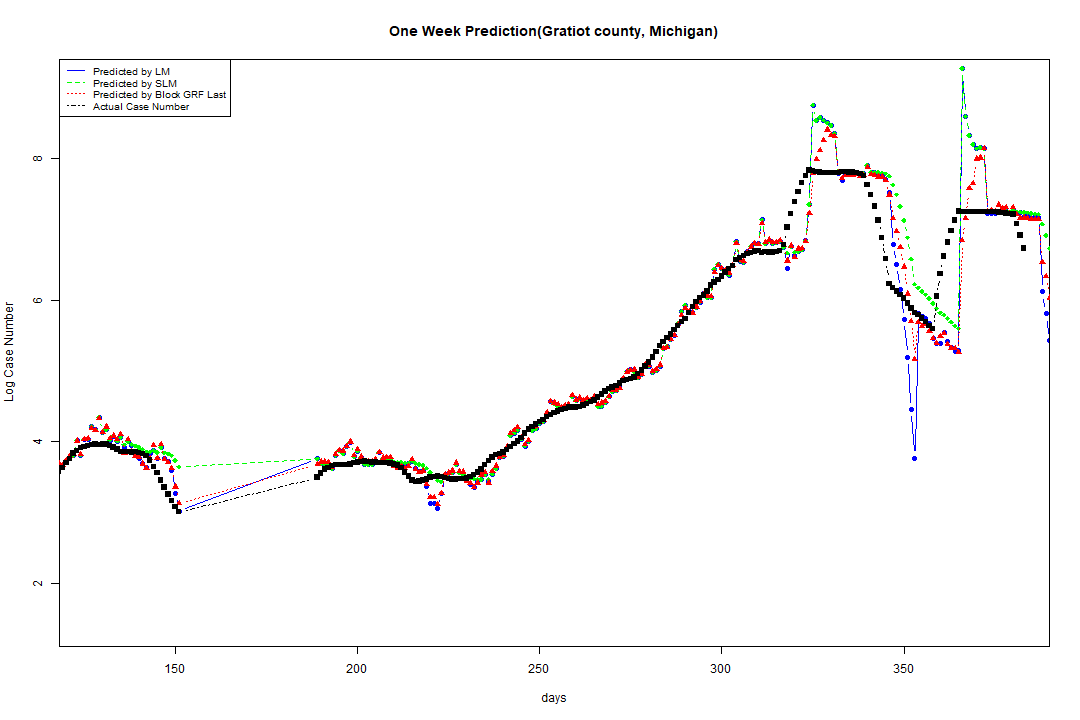 One Week Prediction(Gratiot county, Michigan)
Predicted by LM
Predicted by SLM
Predicted by Block GRF Last
Actual Case Number
8
6
4
2
Log Case Number
150 200 250 300 350
days